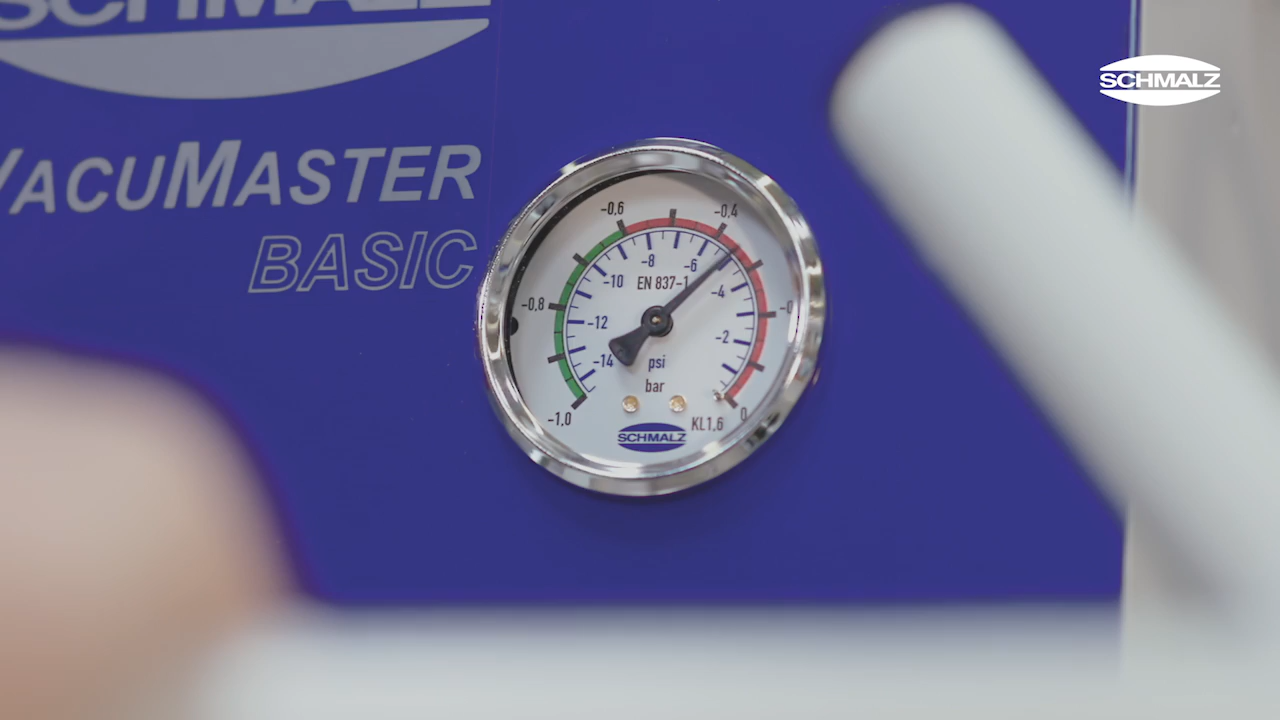 SCHMALZ
SCHMALZ
VACUMASTER
BASIC
-0,6
-0,4
-8
-6
-10
EN 837-1
-4
-0,8
-12
-2
-14
psi
bar
-1,0
KL1,6
0
SCHMALZ